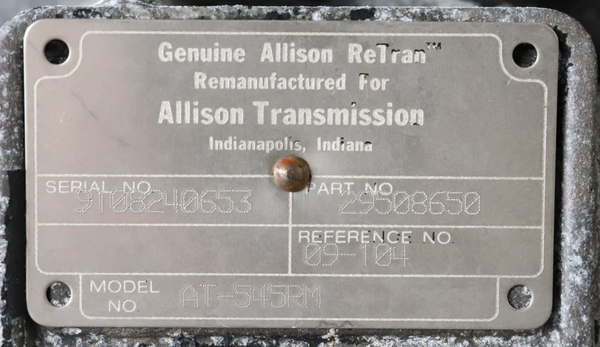 Genuine Allison ReTran™
Remanufactured For
Allison Transmission
Indianapolis, Indiana
SERIAL NO. PART NO.
9T08240653 29508650
REFERENCE NO.
09-104
MODEL NO. AT-545RM